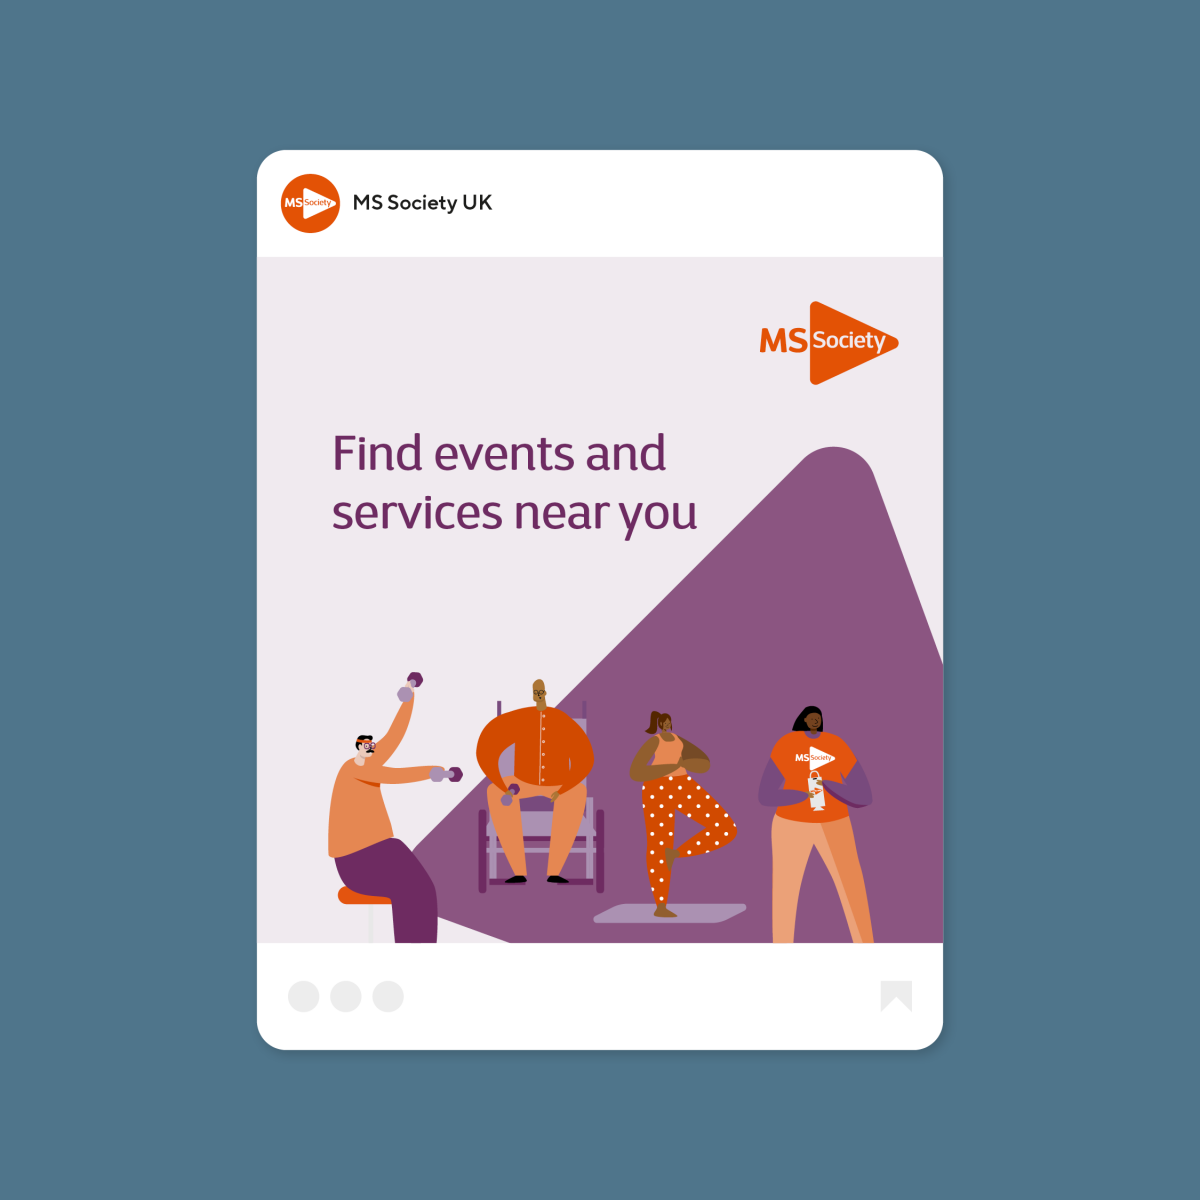 MS Society
MS Society UK
MS Society
Find events and
services near you
MS Society